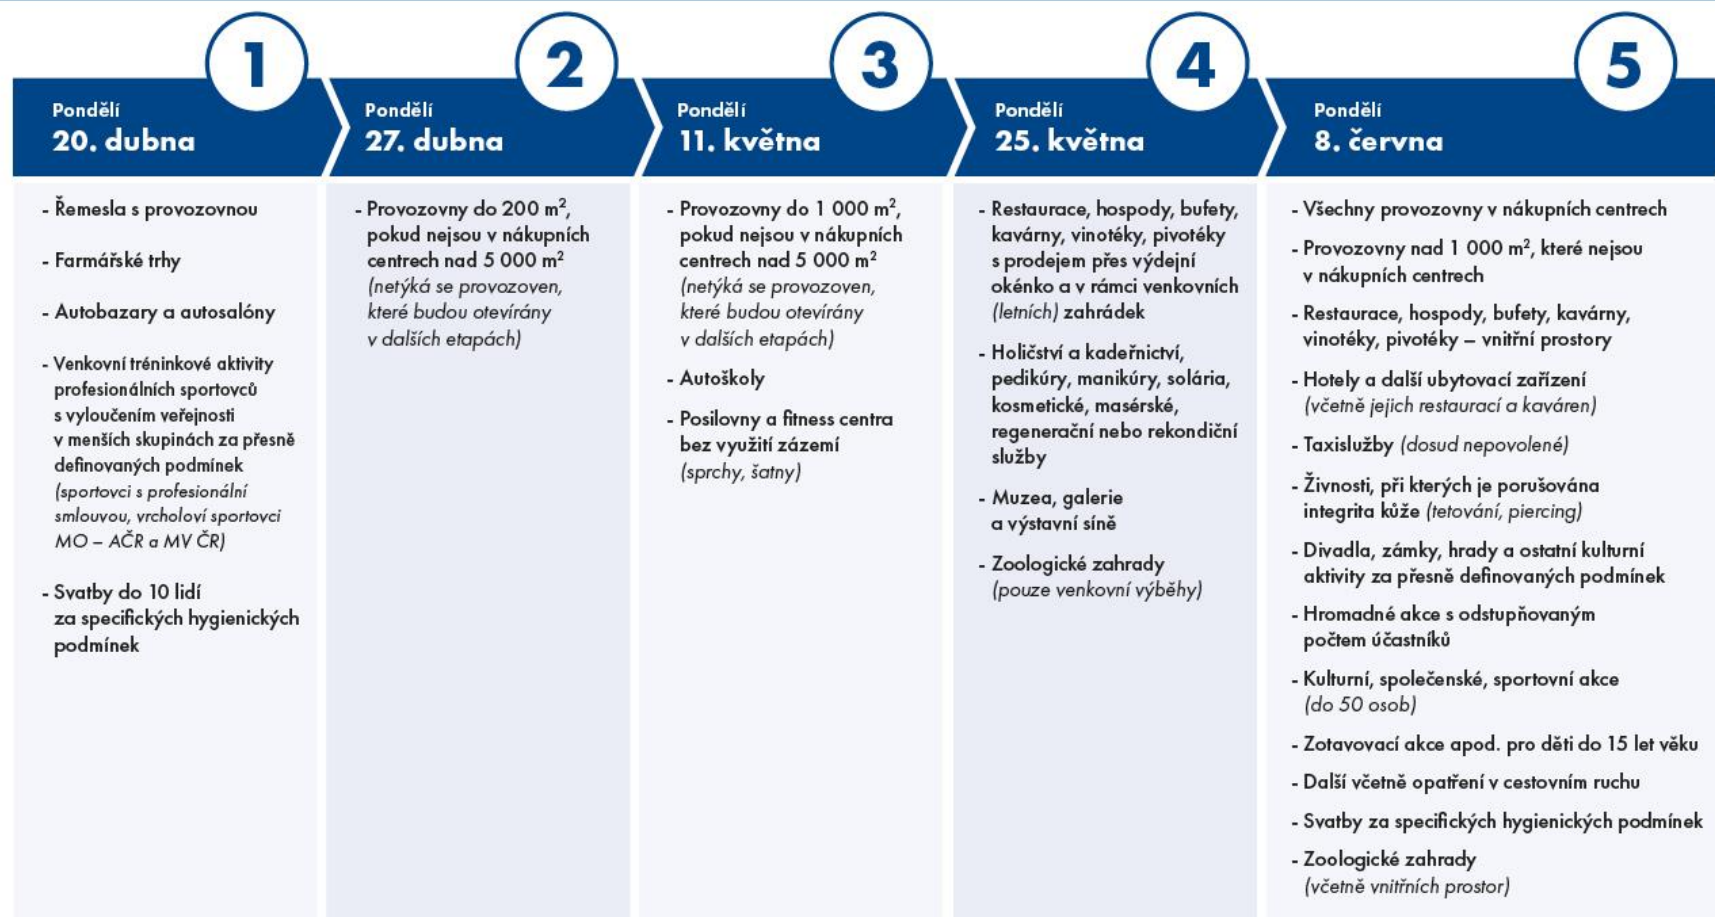 1
Pondělí
20. dubna
- Řemesla s provozovnou
- Farmářské trhy
- Autobazary a autosalóny
- Venkovní tréninkové aktivity
profesionálních sportovců
s vyloučením veřejnosti
v menších skupinách za přesně
definovaných podmínek
(sportovci s profesionální
smlouvou, vrcholoví sportovci
MO – AČR a MV ČR)
- Svatby do 10 lidí
za specifických hygienických
podmínek
2
Pondělí
27. dubna
- Provozovny do 200 m²,
pokud nejsou v nákupních
centrech nad 5 000 m²
(netýká se provozoven,
které budou otevírány
v dalších etapách)
3
Pondělí
11. května
- Provozovny do 1 000 m²,
pokud nejsou v nákupních
centrech nad 5 000 m²
(netýká se provozoven,
které budou otevírány
v dalších etapách)
- Autoškoly
- Posilovny a fitness centra
bez využití zázemí
(sprchy, šatny)
4
Pondělí
25. května
- Restaurace, hospody, bufety,
kavárny, vinotéky, pivotéky
s prodejem přes výdejní
okénko a v rámci venkovních
(letních) zahrádek
- Holičství a kadeřnictví,
pedikúry, manikúry, solária,
kosmetické, masérské,
regenerační nebo rekondiční
služby
- Muzea, galerie
a výstavní síně
- Zoologické zahrady
(pouze venkovní výběhy)
5
Pondělí
8. června
- Všechny provozovny v nákupních centrech
- Provozovny nad 1 000 m², které nejsou
v nákupních centrech
- Restaurace, hospody, bufety, kavárny,
vinotéky, pivotéky – vnitřní prostory
- Hotely a další ubytovací zařízení
(včetně jejich restaurací a kaváren)
- Taxislužby (dosud nepovolené)
- Živnosti, při kterých je porušována
integrita kůže (tetování, piercing)
- Divadla, zámky, hrady a ostatní kulturní
aktivity za přesně definovaných podmínek
- Hromadné akce s odstupňovaným
počtem účastníků
- Kulturní, společenské, sportovní akce
(do 50 osob)
- Zotavovací akce apod. pro děti do 15 let věku
- Další včetně opatření v cestovním ruchu
- Svatby za specifických hygienických podmínek
- Zoologické zahrady
(včetně vnitřních prostor)